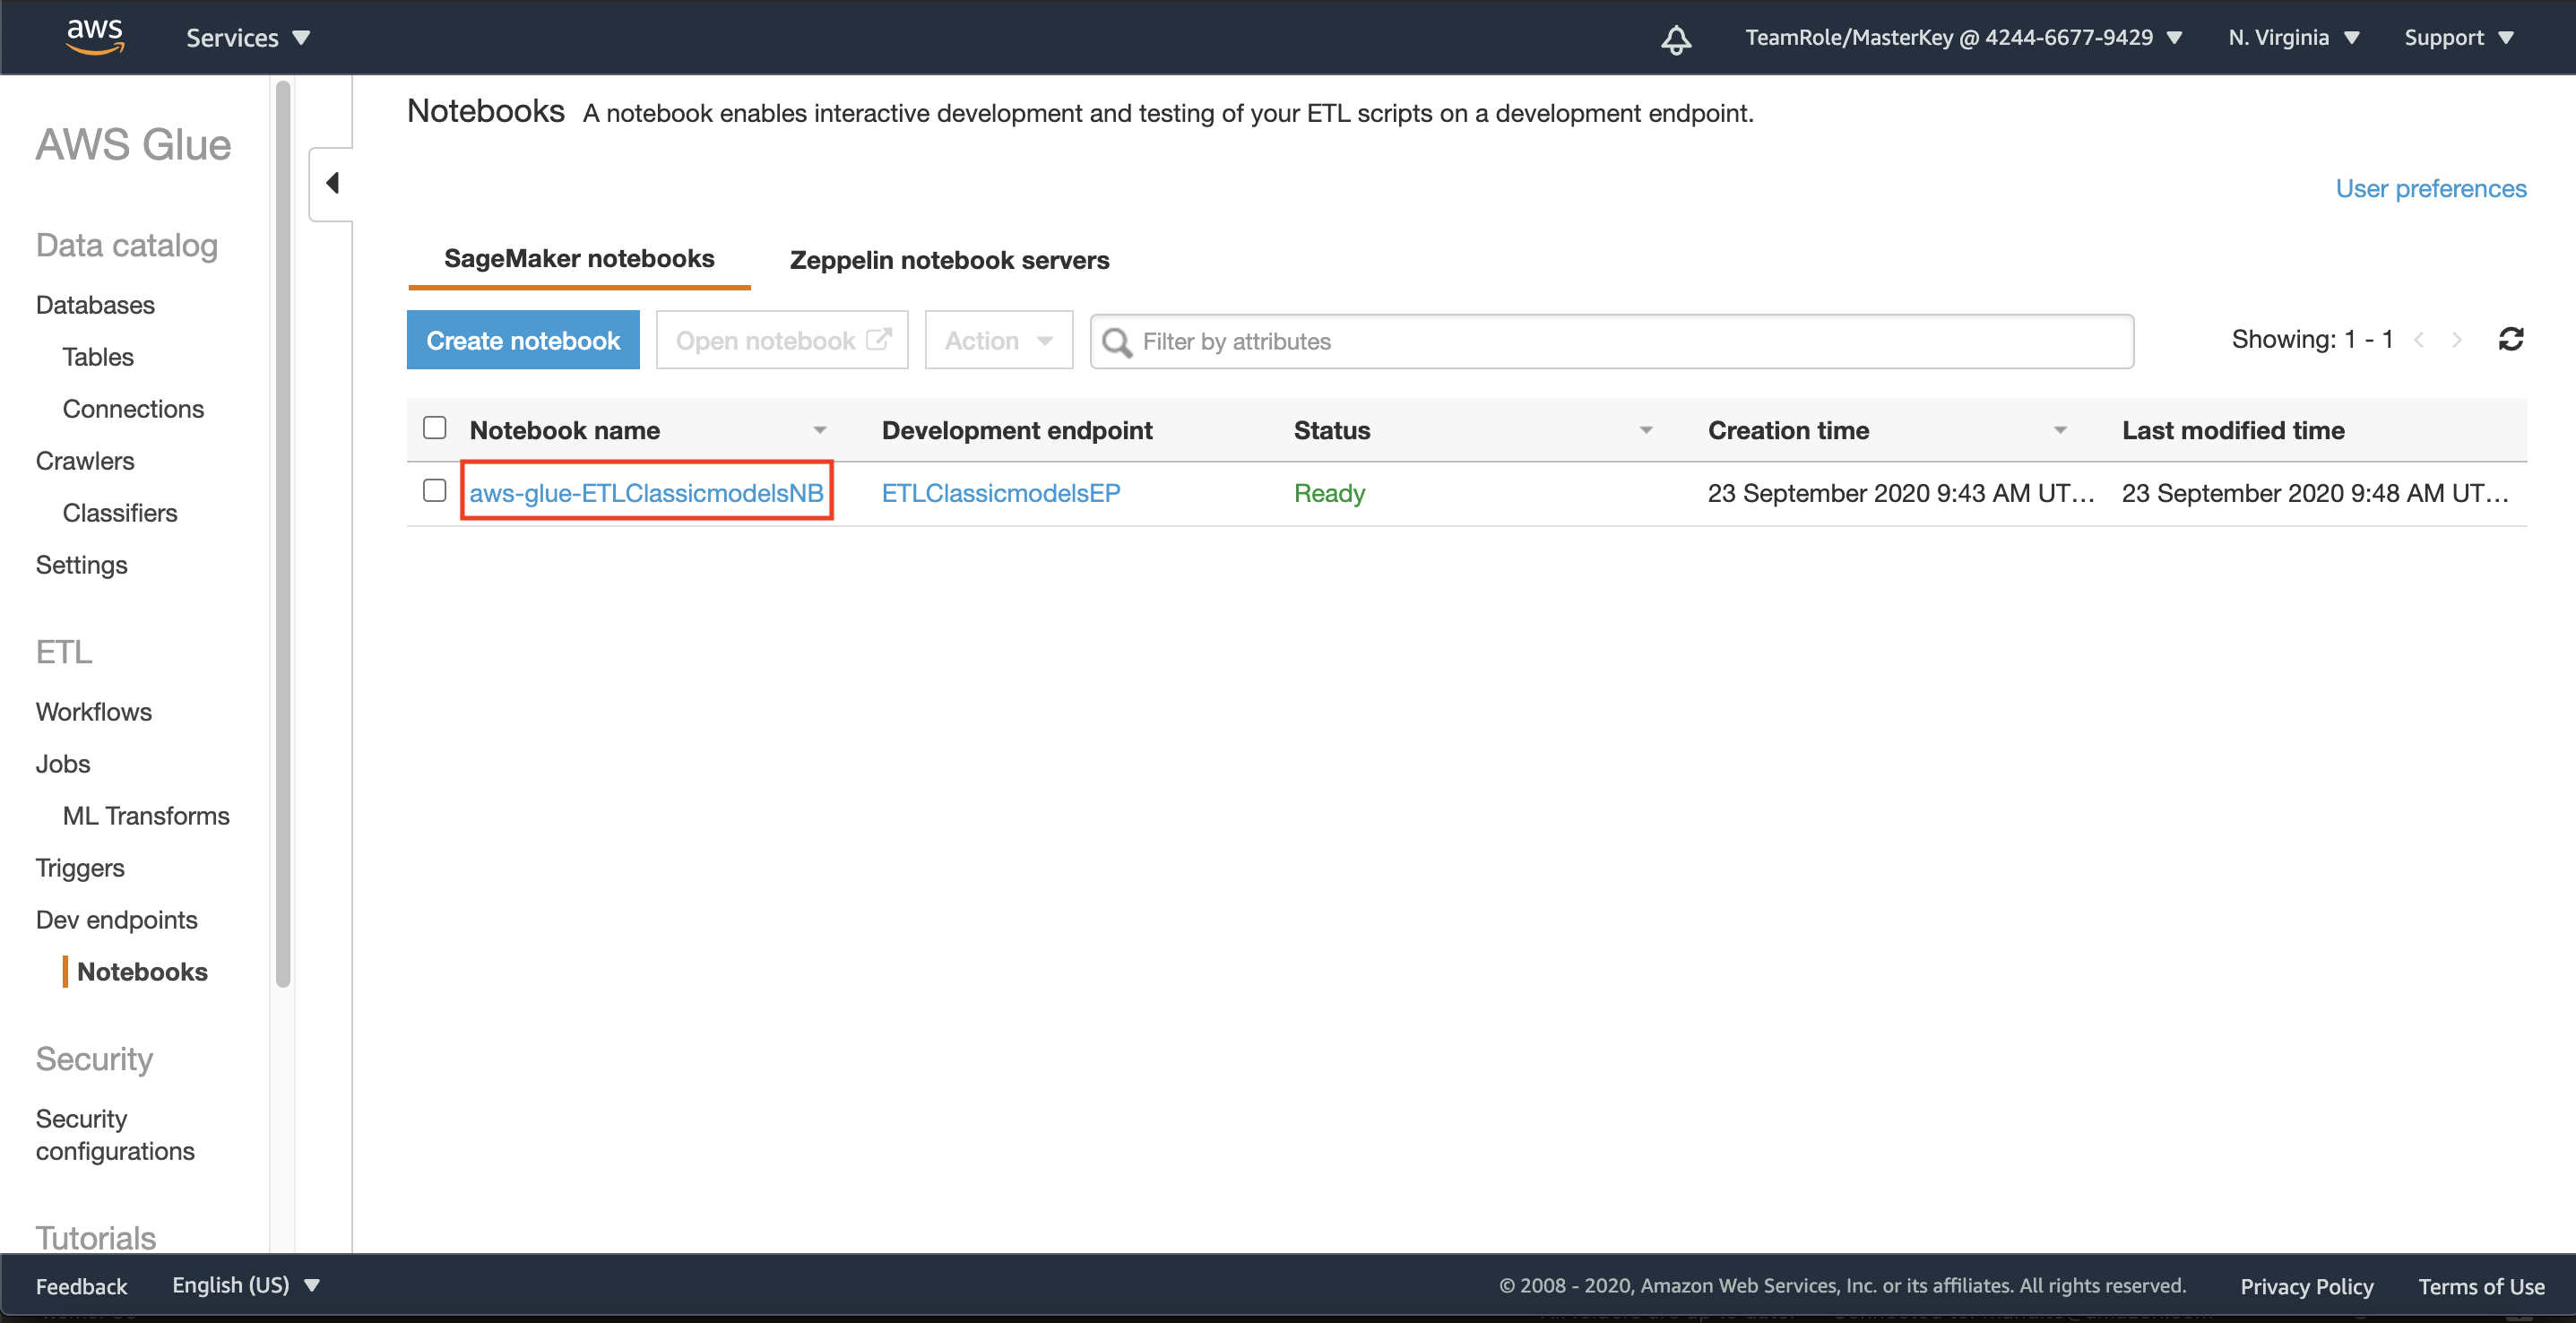 aws
Services
TeamRole/MasterKey @ 4244-6677-9429
N. Virginia
Support
AWS Glue
Data catalog
Databases
Tables
Connections
Crawlers
Classifiers
Settings
ETL
Workflows
Jobs
ML Transforms
Triggers
Dev endpoints
Notebooks
Security
Security
configurations
Tutorials
Notebooks A notebook enables interactive development and testing of your ETL scripts on a development endpoint.
User preferences
SageMaker notebooks Zeppelin notebook servers
Create notebook Open notebook Action Filter by attributes Showing: 1 - 1
Notebook name Development endpoint Status Creation time Last modified time
aws-glue-ETLClassicmodelsNB ETLClassicmodelsEP Ready 23 September 2020 9:43 AM UT... 23 September 2020 9:48 AM UT...
Feedback English (US) © 2008 - 2020, Amazon Web Services, Inc. or its affiliates. All rights reserved. Privacy Policy Terms of Use